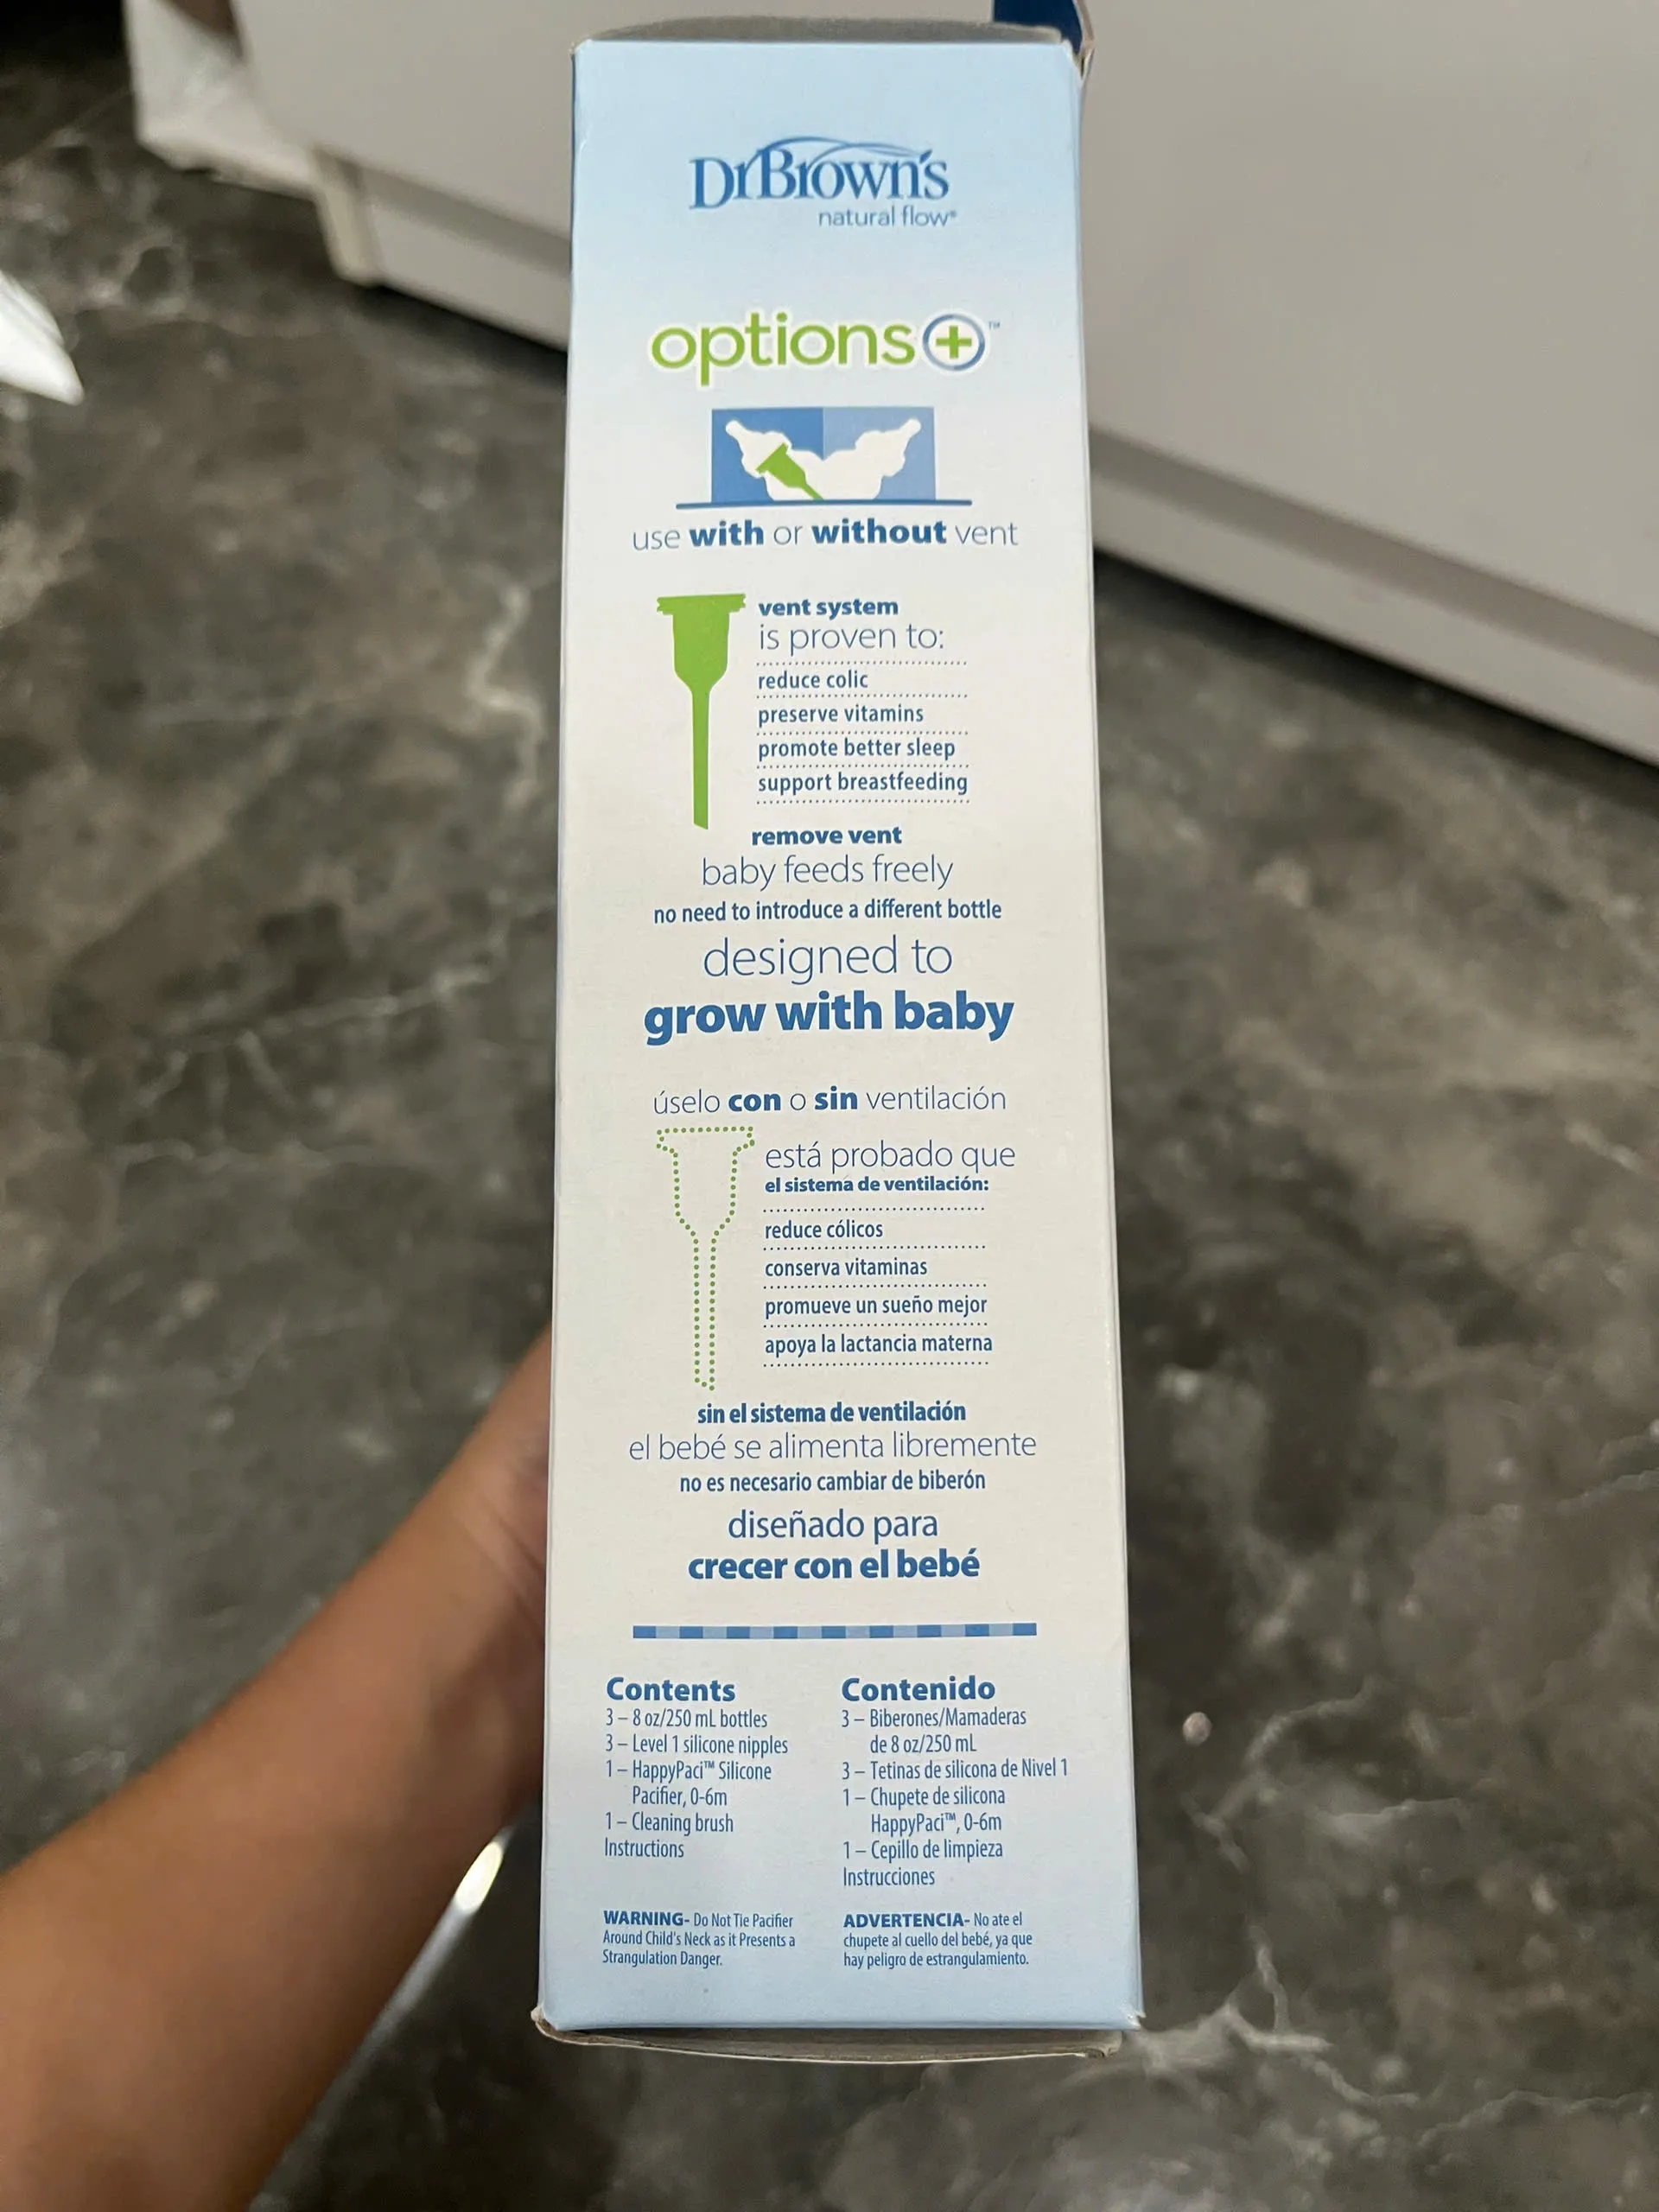 DrBrown's
natural flow®
options+™
use with or without vent
vent system
is proven to:
reduce colic
preserve vitamins
promote better sleep
support breastfeeding
remove vent
baby feeds freely
no need to introduce a different bottle
designed to
grow with baby
úselo con o sin ventilación
está probado que
el sistema de ventilación:
reduce cólicos
conserva vitaminas
promueve un sueño mejor
apoya la lactancia materna
sin el sistema de ventilación
el bebé se alimenta libremente
no es necesario cambiar de biberón
diseñado para
crecer con el bebé
Contents
3 – 8 oz/250 mL bottles
3 – Level 1 silicone nipples
1 – HappyPaci™ Silicone
Pacifier, 0-6m
1 – Cleaning brush
Instructions
WARNING- Do Not Tie Pacifier
Around Child's Neck as it Presents a
Strangulation Danger.
Contenido
3 – Biberones/Mamaderas
de 8 oz/250 mL
3 – Tetinas de silicona de Nivel 1
1 – Chupete de silicona
HappyPaci™, 0-6m
1 – Cepillo de limpieza
Instrucciones
ADVERTENCIA- No ate el
chupete al cuello del bebé, ya que
hay peligro de estrangulamiento.